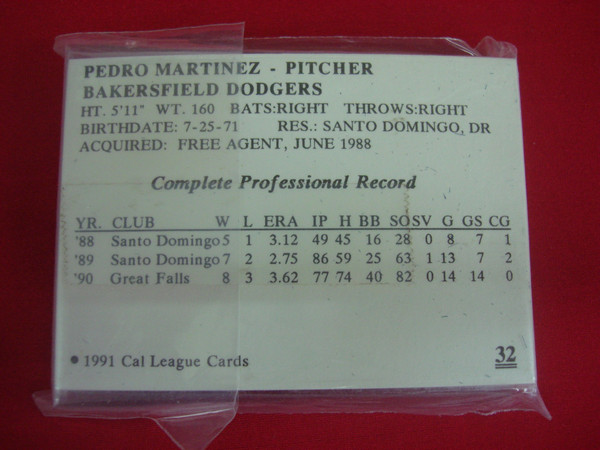 PEDRO MARTINEZ - PITCHER
BAKERSFIELD DODGERS
HT. 5'11" WT. 160 BATS:RIGHT THROWS:RIGHT
BIRTHDATE: 7-25-71 RES.: SANTO DOMINGO, DR
ACQUIRED: FREE AGENT, JUNE 1988
Complete Professional Record
YR. CLUB W L ERA IP H BB SO SV G GS CG
'88 Santo Domingo 5 1 3.12 49 45 16 28 0 8 7 1
'89 Santo Domingo 7 2 2.75 86 59 25 63 1 13 7 2
'90 Great Falls 8 3 3.62 77 74 40 82 0 14 14 0
• 1991 Cal League Cards 32